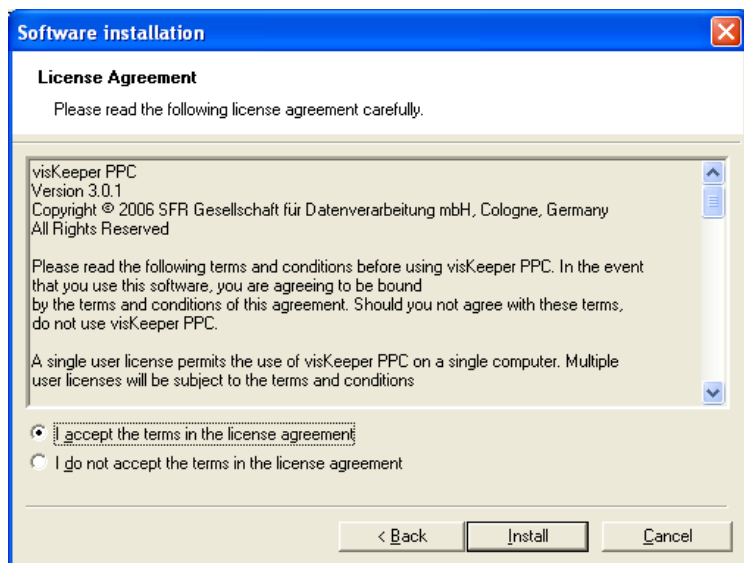 Software installation
License Agreement
Please read the following license agreement carefully.
visKeeper PPC
Version 3.0.1
Copyright © 2006 SFR Gesellschaft für Datenverarbeitung mbH, Cologne, Germany
All Rights Reserved
Please read the following terms and conditions before using visKeeper PPC. In the event
that you use this software, you are agreeing to be bound
by the terms and conditions of this agreement. Should you not agree with these terms,
do not use visKeeper PPC.
A single user license permits the use of visKeeper PPC on a single computer. Multiple
user licenses will be subject to the terms and conditions
I accept the terms in the license agreement
I do not accept the terms in the license agreement
< Back
Install
Cancel